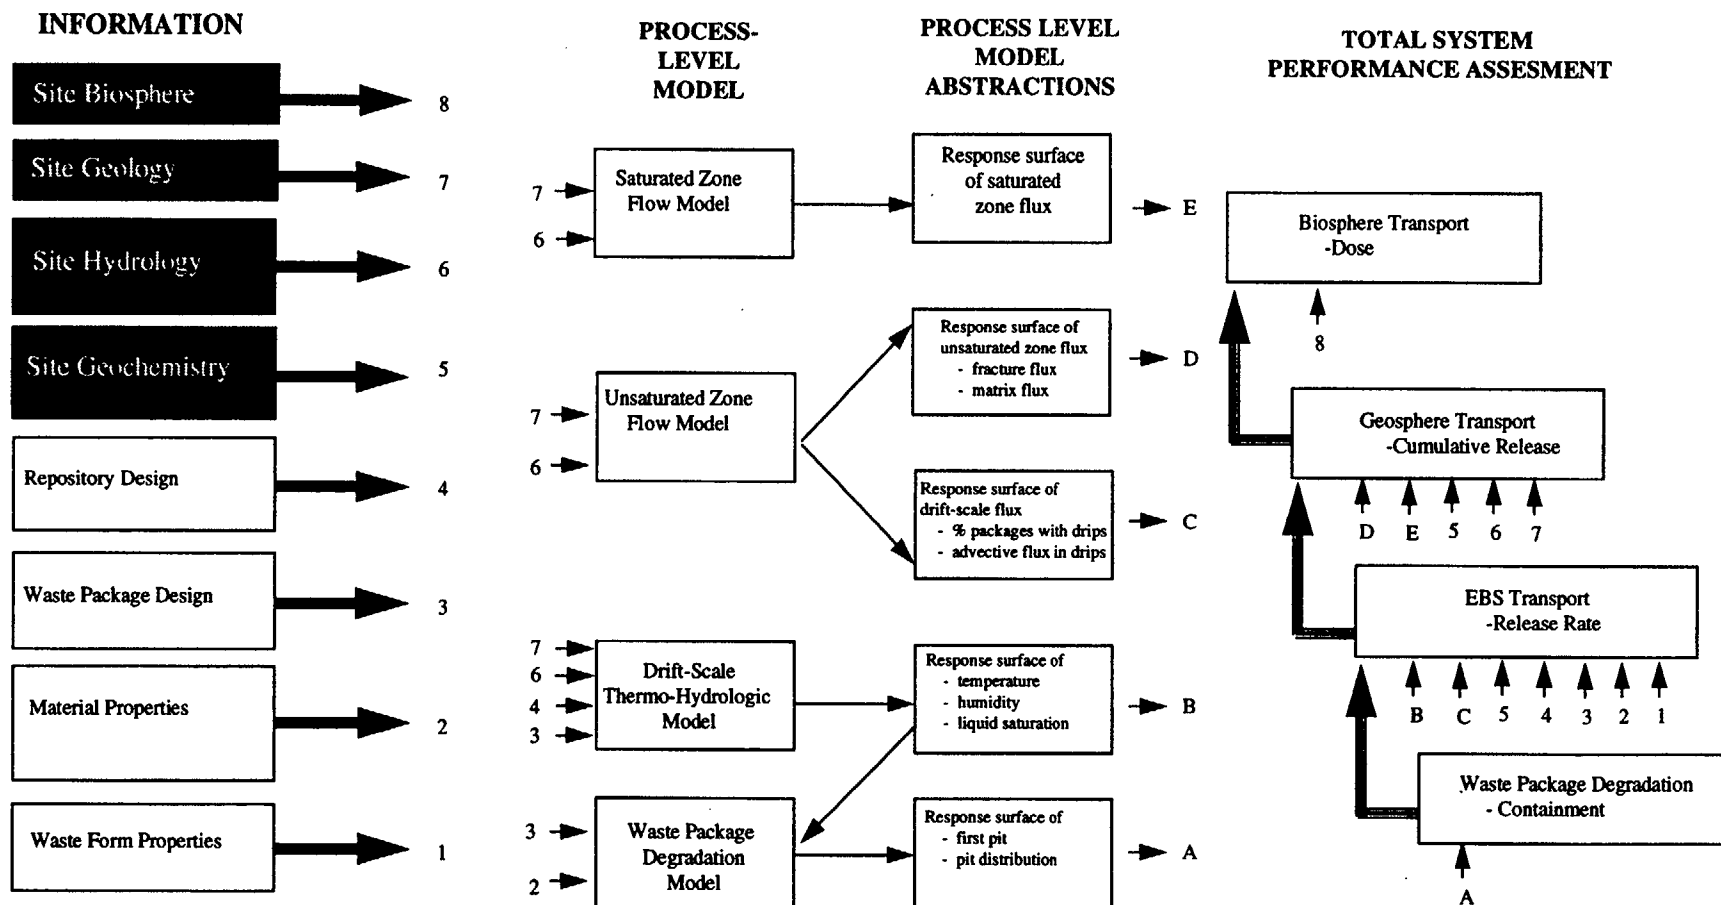 INFORMATION
Site Biosphere
8
Site Geology
7
Site Hydrology
6
Site Geochemistry
5
Repository Design
4
Waste Package Design
3
Material Properties
2
Waste Form Properties
1
PROCESS-
LEVEL
MODEL
7
6
Saturated Zone
Flow Model
7
6
Unsaturated Zone
Flow Model
7
6
4
3
Drift-Scale
Thermo-Hydrologic
Model
3
2
Waste Package
Degradation
Model
PROCESS LEVEL
MODEL
ABSTRACTIONS
Response surface
of saturated
zone flux
E
Response surface of
unsaturated zone flux
- fracture flux
- matrix flux
D
Response surface of
drift-scale flux
- % packages with drips
- advective flux in drips
C
Response surface of
- temperature
- humidity
- liquid saturation
B
Response surface of
- first pit
- pit distribution
A
TOTAL SYSTEM
PERFORMANCE ASSESMENT
Biosphere Transport
-Dose
8
Geosphere Transport
-Cumulative Release
D E 5 6 7
EBS Transport
-Release Rate
B C 5 4 3 2 1
Waste Package Degradation
- Containment
A